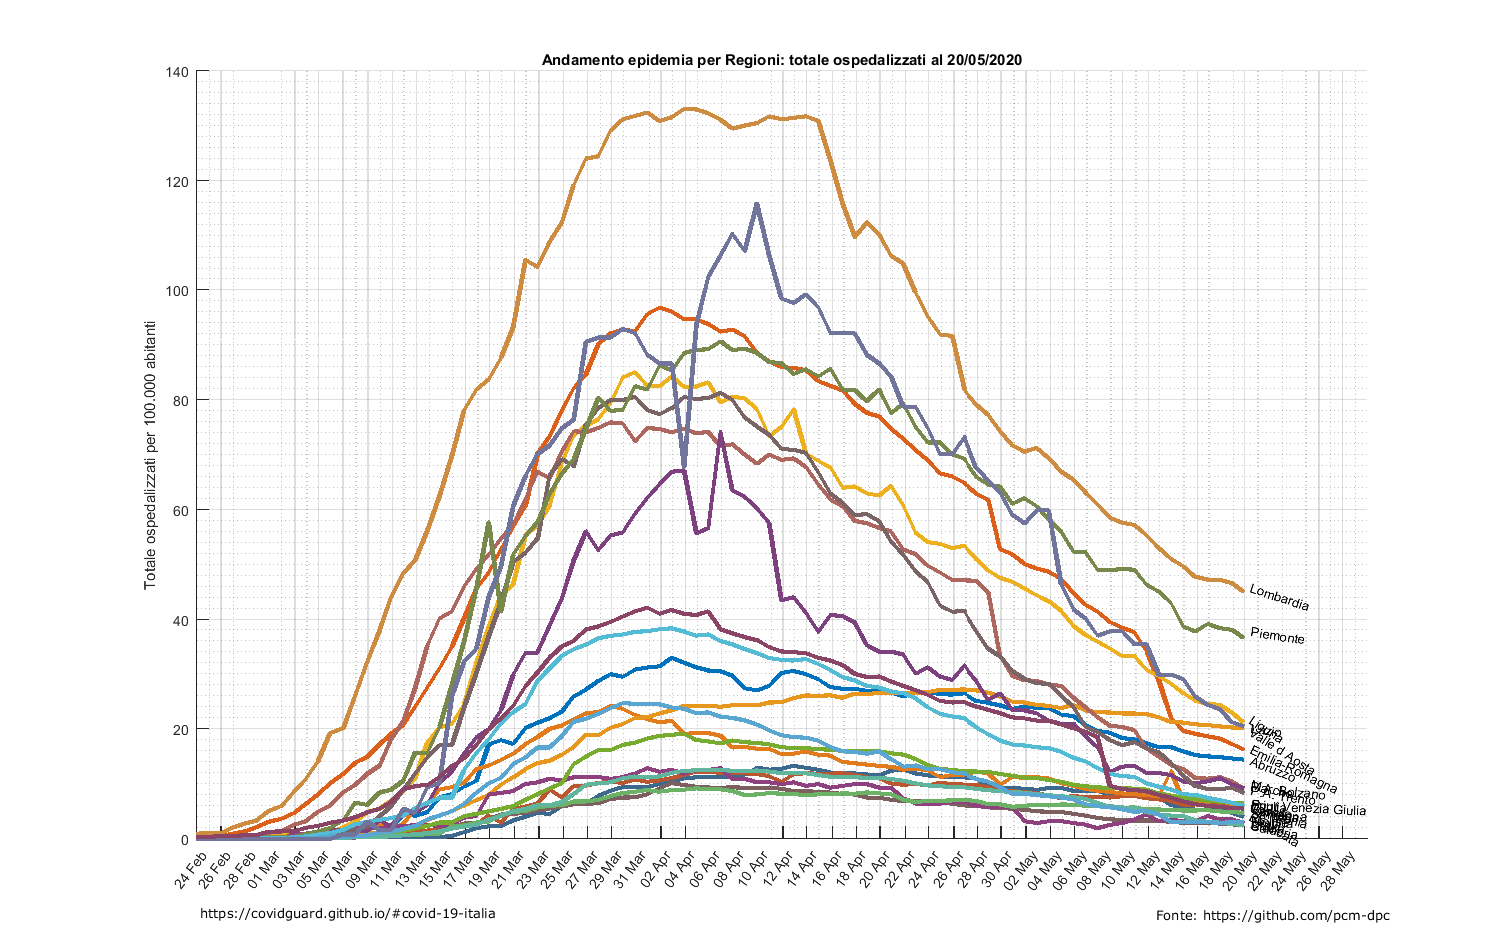 Andamento epidemia per Regioni: totale ospedalizzati al 20/05/2020
Totale ospedalizzati per 100.000 abitanti
140
120
100
80
60
40
20
0
Lombardia
Piemonte
Valle d'Aosta
Emilia-Romagna
Abruzzo
Bolzano
Trento
Venezia Giulia
24 Feb
26 Feb
28 Feb
01 Mar
03 Mar
05 Mar
07 Mar
09 Mar
11 Mar
13 Mar
15 Mar
17 Mar
19 Mar
21 Mar
23 Mar
25 Mar
27 Mar
29 Mar
31 Mar
02 Apr
04 Apr
06 Apr
08 Apr
10 Apr
12 Apr
14 Apr
16 Apr
18 Apr
20 Apr
22 Apr
24 Apr
26 Apr
28 Apr
30 Apr
02 May
04 May
06 May
08 May
10 May
12 May
14 May
16 May
18 May
20 May
22 May
24 May
26 May
28 May
https://covidguard.github.io/#covid-19-italia
Fonte: https://github.com/pcm-dpc